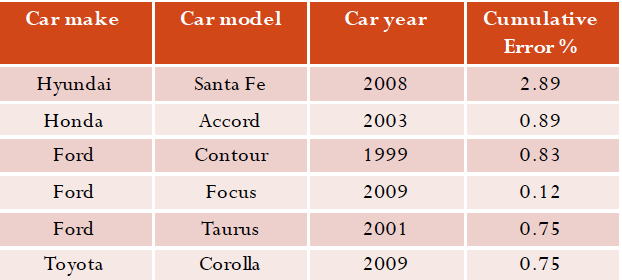 Car make Car model Car year Cumulative
Error %
Hyundai Santa Fe 2008 2.89
Honda Accord 2003 0.89
Ford Contour 1999 0.83
Ford Focus 2009 0.12
Ford Taurus 2001 0.75
Toyota Corolla 2009 0.75